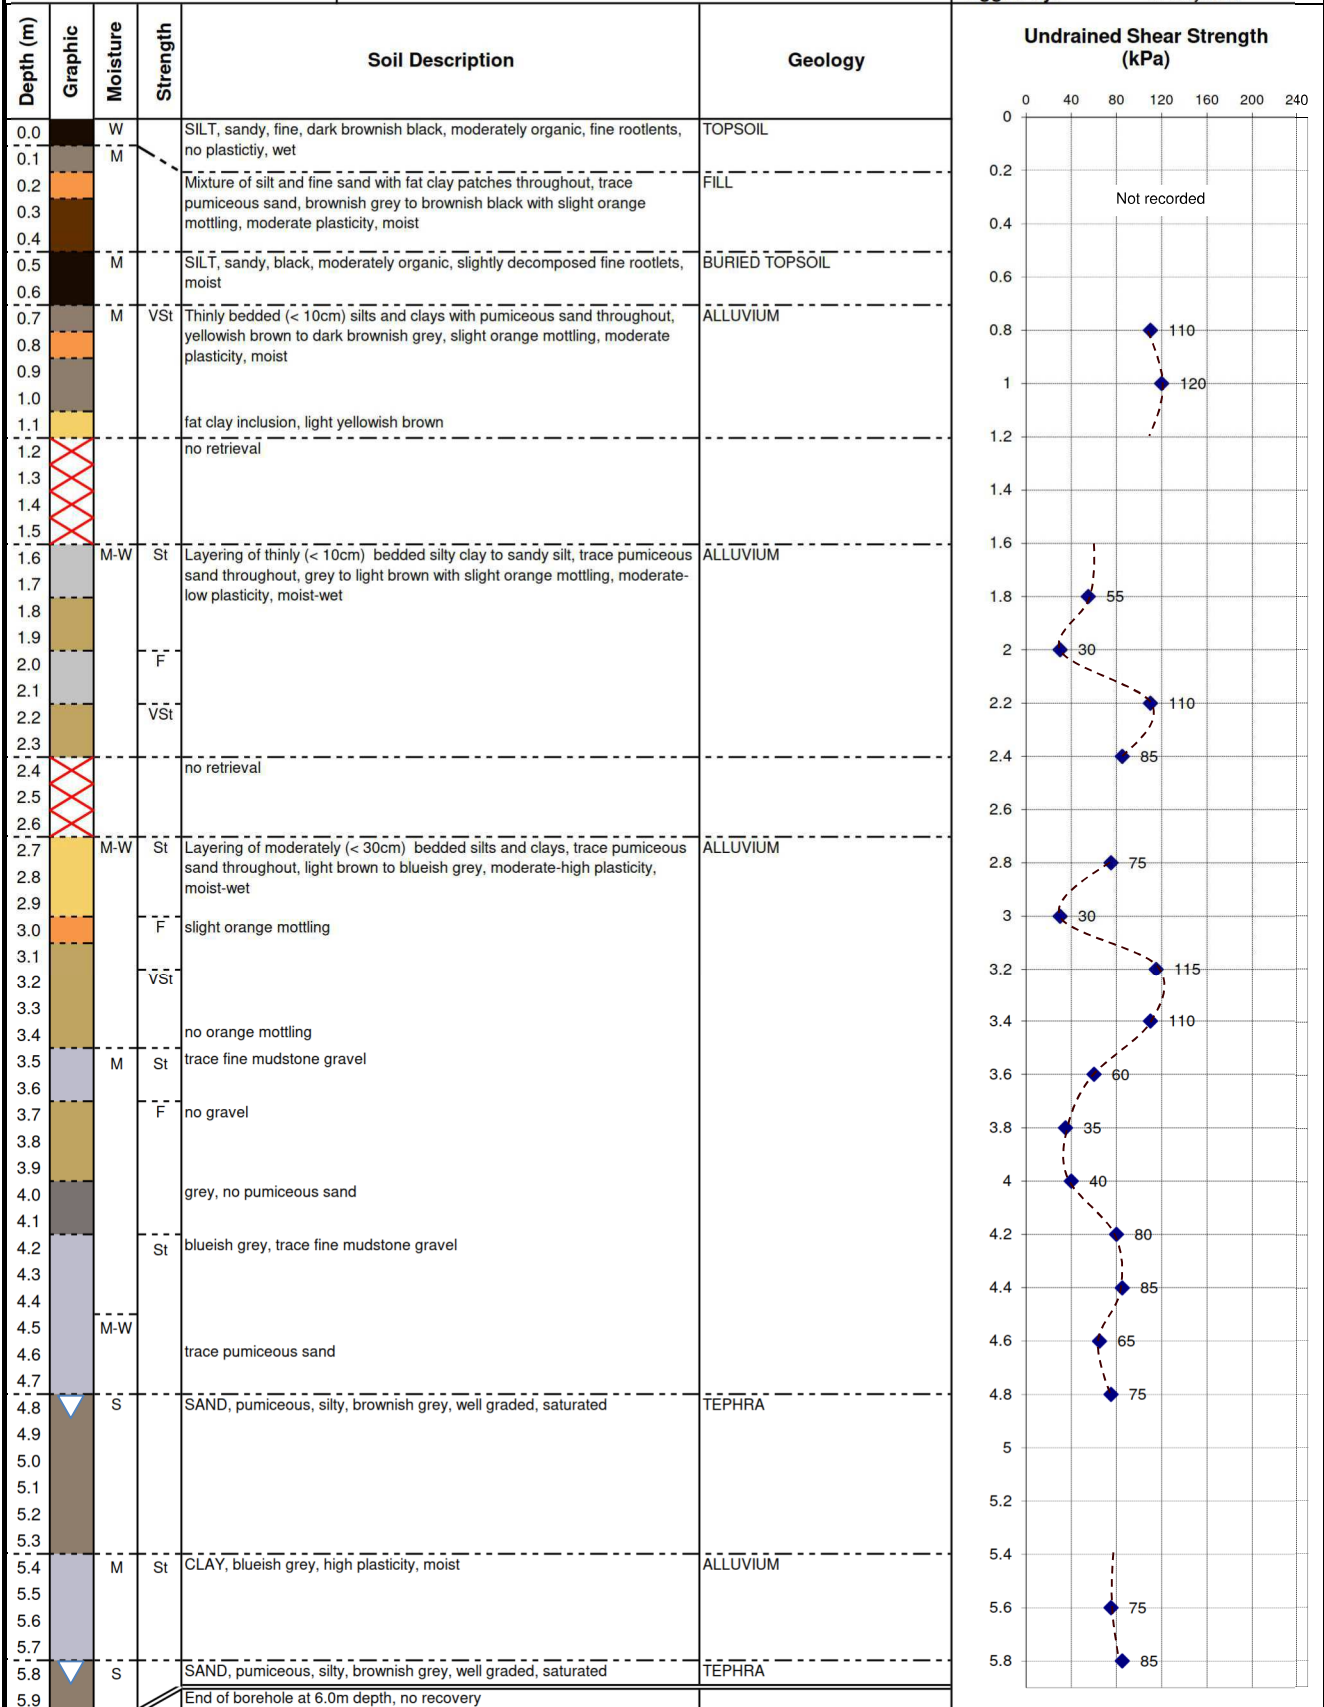 Depth (m)
Graphic
Moisture
Strength
Soil Description
Geology
Undrained Shear Strength
(kPa)
0 40 80 120 160 200 240
0.0 W SILT, sandy, fine, dark brownish black, moderately organic, fine rootlents, TOPSOIL
no plastictiy, wet
0.1 M
0.2 Mixture of silt and fine sand with fat clay patches throughout, trace FILL
pumiceous sand, brownish grey to brownish black with slight orange
0.3
mottling, moderate plasticity, moist
0.4
0.5 M SILT, sandy, black, moderately organic, slightly decomposed fine rootlets, BURIED TOPSOIL
moist
0.6
0.7 M VSt Thinly bedded (< 10cm) silts and clays with pumiceous sand throughout, ALLUVIUM
yellowish brown to dark brownish grey, slight orange mottling, moderate
0.8
plasticity, moist
0.9
1.0
1.1 fat clay inclusion, light yellowish brown
1.2 no retrieval
1.3
1.4
1.5
1.6 M-W St Layering of thinly (< 10cm) bedded silty clay to sandy silt, trace pumiceous ALLUVIUM
sand throughout, grey to light brown with slight orange mottling, moderate-
1.7
low plasticity, moist-wet
1.8
1.9
2.0 F
2.1
2.2 VSt
2.3
2.4 no retrieval
2.5
2.6
2.7 M-W St Layering of moderately (< 30cm) bedded silts and clays, trace pumiceous ALLUVIUM
sand throughout, light brown to blueish grey, moderate-high plasticity,
2.8
moist-wet
2.9
3.0 F slight orange mottling
3.1
3.2 VSt
3.3
3.4 no orange mottling
3.5 M St trace fine mudstone gravel
3.6
3.7 F no gravel
3.8
3.9
4.0 grey, no pumiceous sand
4.1
4.2 St blueish grey, trace fine mudstone gravel
4.3
4.4
4.5 M-W
4.6 trace pumiceous sand
4.7
4.8 S SAND, pumiceous, silty, brownish grey, well graded, saturated TEPHRA
4.9
5.0
5.1
5.2
5.3
5.4 M St CLAY, blueish grey, high plasticity, moist ALLUVIUM
5.5
5.6
5.7
5.8 S SAND, pumiceous, silty, brownish grey, well graded, saturated TEPHRA
5.9 End of borehole at 6.0m depth, no recovery
0
0.2
Not recorded
0.4
0.6
0.8 110
1 120
1.2
1.4
1.6
1.8 55
2 30
2.2 110
2.4 85
2.6
2.8 75
3 30
3.2 115
3.4 110
3.6 60
3.8 35
4 40
4.2 80
4.4 85
4.6 65
4.8 75
5
5.2
5.4
5.6 75
5.8 85